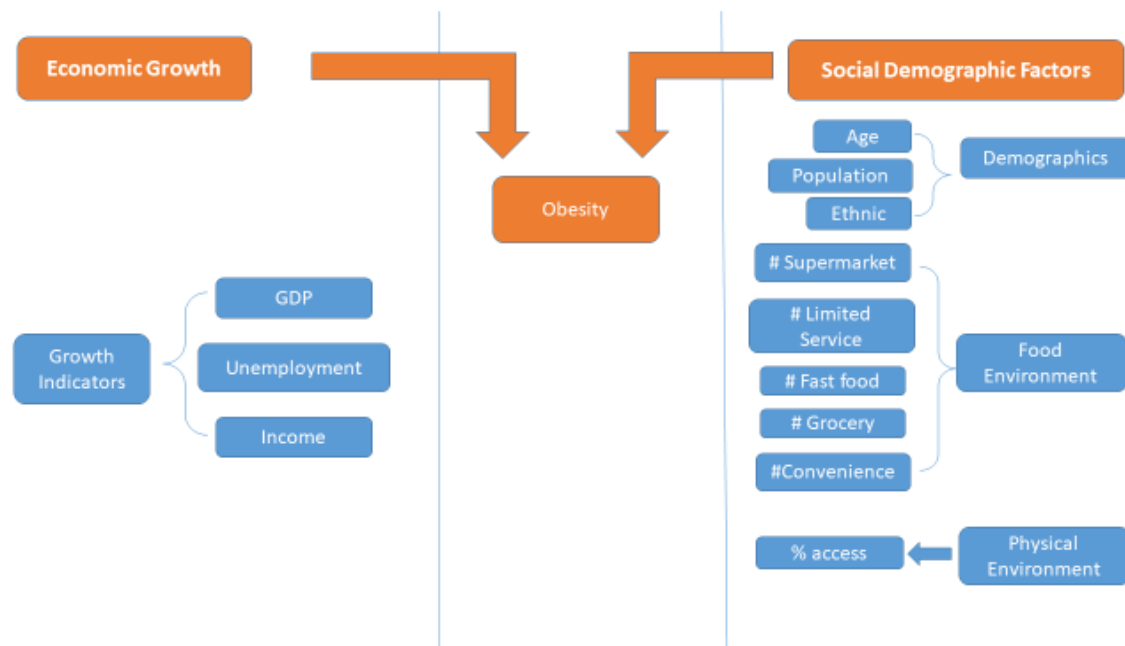 Economic Growth
Social Demographic Factors
Obesity
Growth
Indicators
GDP
Unemployment
Income
Age
Population
Ethnic
Demographics
# Supermarket
# Limited
Service
# Fast food
# Grocery
#Convenience
Food
Environment
% access
Physical
Environment